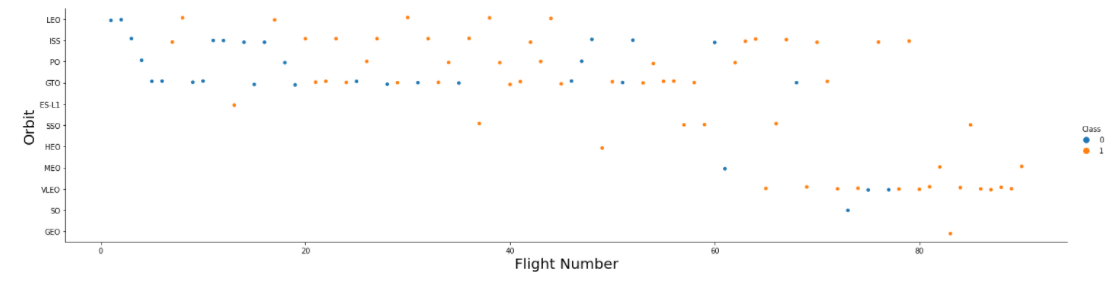 LEO
ISS
PO
GTO
ES-L1
SSO
HEO
MEO
VLEO
SO
GEO
Orbit
0 20 40 60 80
Flight Number
Class
0
1